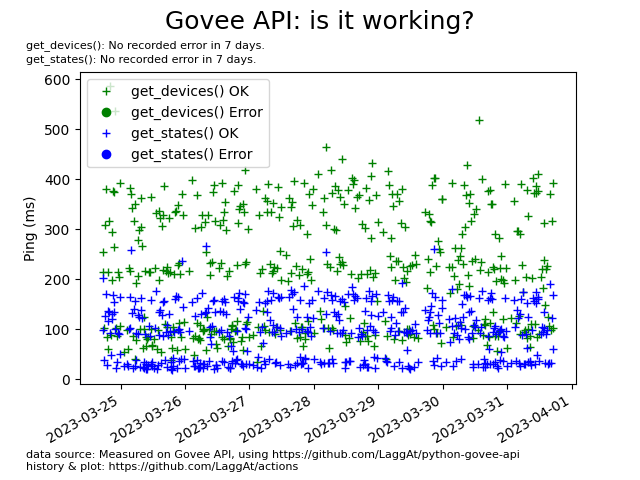 Govee API: is it working?
get_devices(): No recorded error in 7 days.
get_states(): No recorded error in 7 days.
get_devices() OK
get_devices() Error
get_states() OK
get_states() Error
600
500
400
300
200
100
0
Ping (ms)
2023-03-25
2023-03-26
2023-03-27
2023-03-28
2023-03-29
2023-03-30
2023-03-31
2023-04-01
data source: Measured on Govee API, using https://github.com/LaggAt/python-govee-api
history & plot: https://github.com/LaggAt/actions